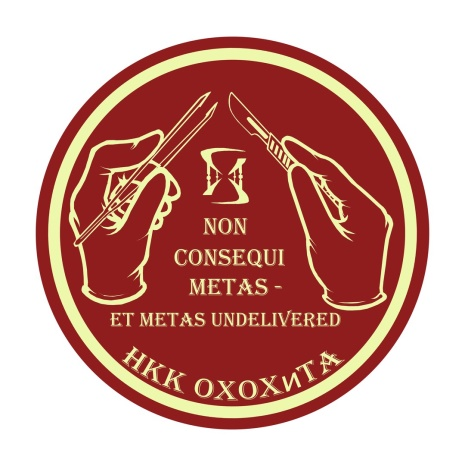 NON
CONSEQUI
METAS -
ET METAS UNDELIVERED
НКК ОХОХиТА